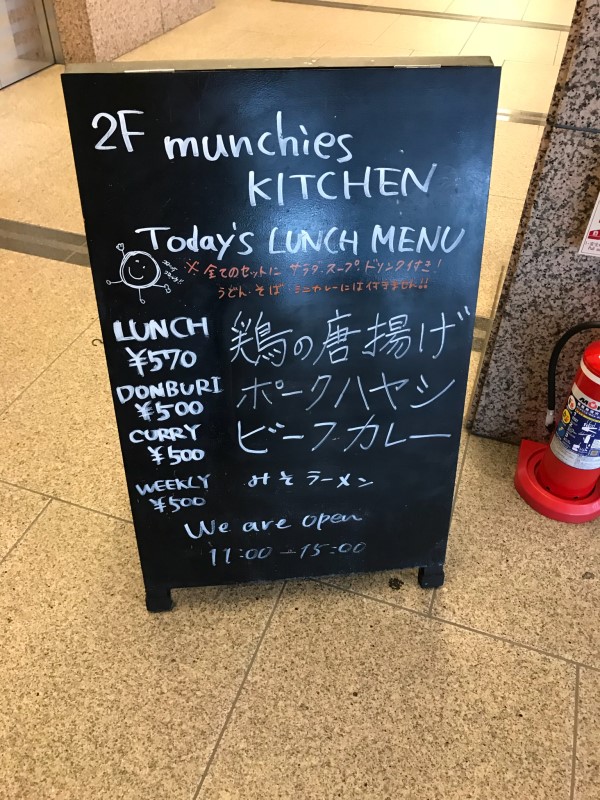 2F munchies
KITCHEN
Today's LUNCH MENU
※全てのセットに サラダ・スープ・ドリンク付き!
うどん・そば・ミニカレーには付きません!!
LUNCH 鶏の唐揚げ
¥570
DONBURI ポークハヤシ
¥500
CURRY ビーフカレー
¥500
WEEKLY みそラーメン
¥500
We are open
11:00-15:00